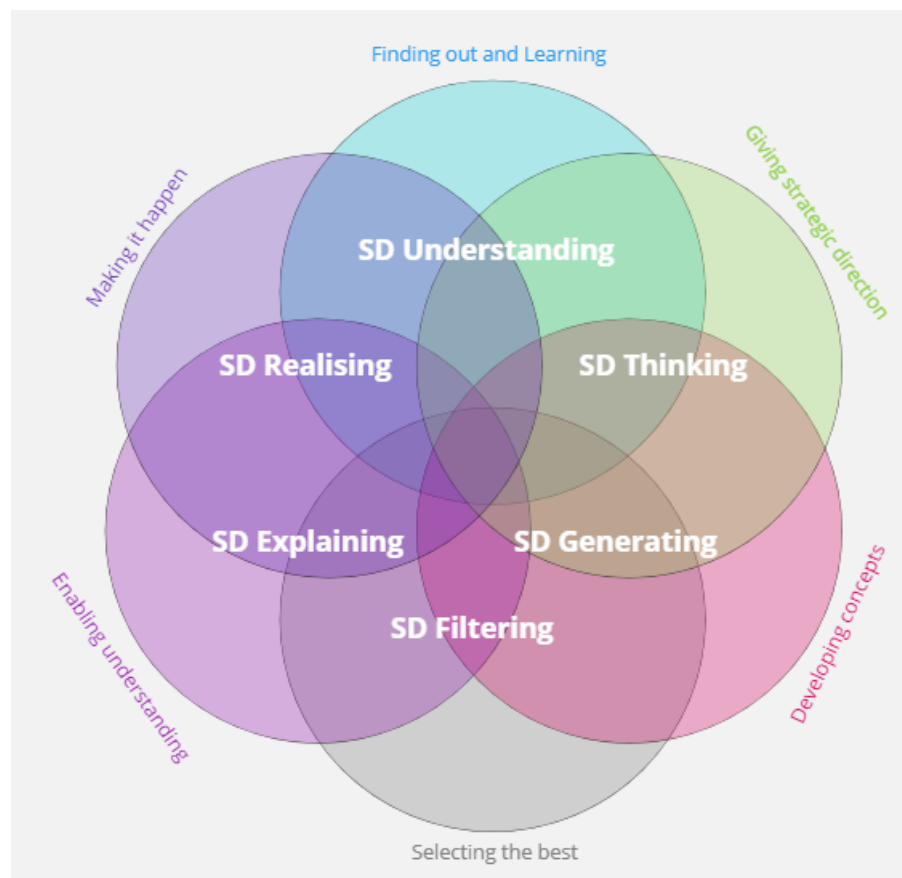 Finding out and Learning
Giving strategic direction
Making it happen
SD Understanding
SD Realising
SD Thinking
SD Explaining
SD Generating
SD Filtering
Enabling understanding
Developing concepts
Selecting the best